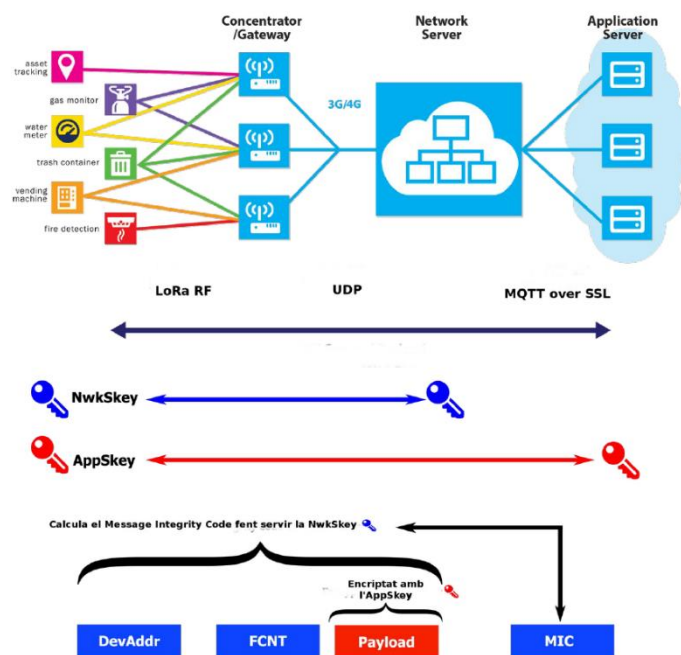 Concentrator
/Gateway
Network
Server
Application
Server
asset
tracking
gas monitor
water
meter
trash container
vending
machine
fire detection
3G/4G
LoRa RF
UDP
MQTT over SSL
NwkSkey
AppSkey
Calcula el Message Integrity Code fent servir la NwkSkey
Encriptat amb
l'AppSkey
DevAddr
FCNT
Payload
MIC